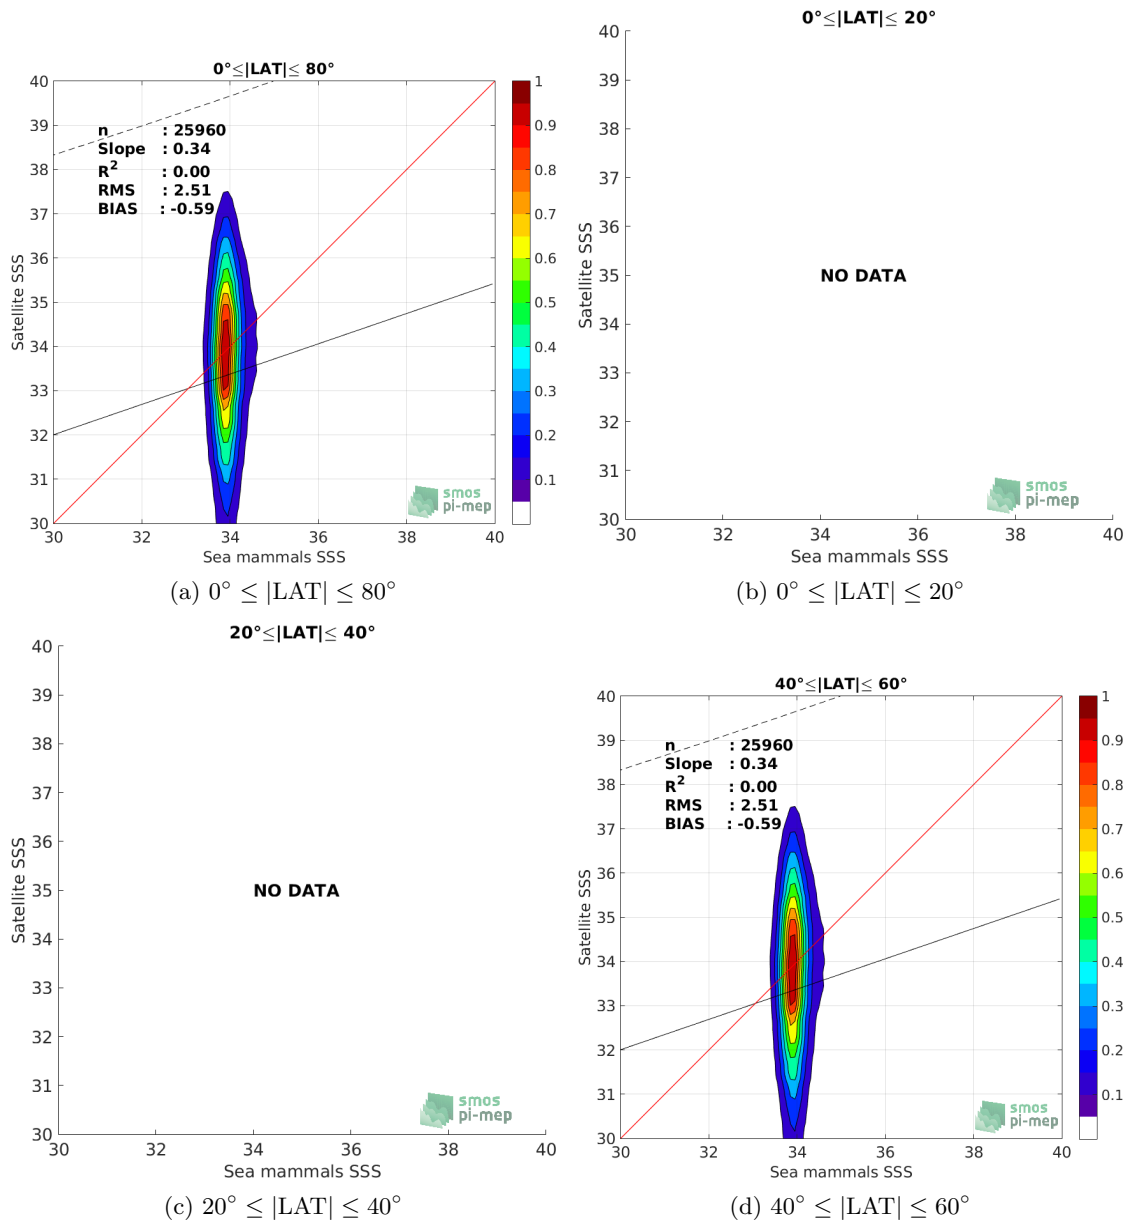 0°≤|LAT|≤ 80°
40
39
38
37
36
35
34
33
32
31
30
Satellite SSS
n : 25960
Slope : 0.34
R2 : 0.00
RMS : 2.51
BIAS : -0.59
smos
pi-mep
30 32 34 36 38 40
Sea mammals SSS
1
0.9
0.8
0.7
0.6
0.5
0.4
0.3
0.2
0.1
(a) 0° ≤ |LAT| ≤ 80°
0°≤|LAT|≤ 20°
40
39
38
37
36
35
34
33
32
31
30
Satellite SSS
NO DATA
smos
pi-mep
30 32 34 36 38 40
Sea mammals SSS
(b) 0° ≤ |LAT| ≤ 20°
20°≤|LAT|≤ 40°
40
39
38
37
36
35
34
33
32
31
30
Satellite SSS
NO DATA
smos
pi-mep
30 32 34 36 38 40
Sea mammals SSS
(c) 20° ≤ |LAT| ≤ 40°
40°≤|LAT|≤ 60°
40
39
38
37
36
35
34
33
32
31
30
Satellite SSS
n : 25960
Slope : 0.34
R2 : 0.00
RMS : 2.51
BIAS : -0.59
smos
pi-mep
30 32 34 36 38 40
Sea mammals SSS
1
0.9
0.8
0.7
0.6
0.5
0.4
0.3
0.2
0.1
(d) 40° ≤ |LAT| ≤ 60°